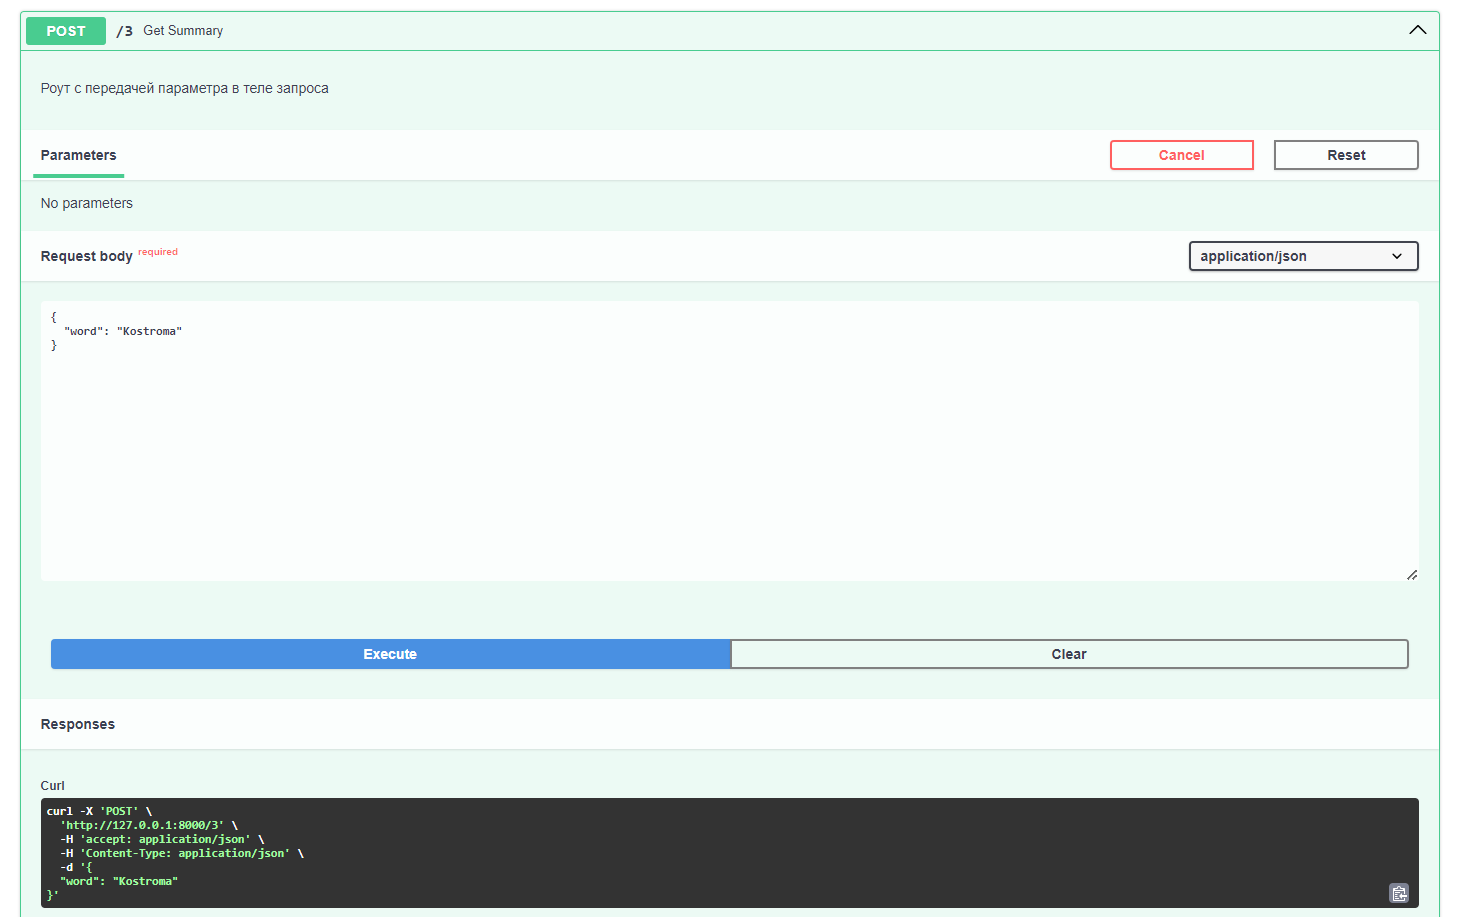 POST /3 Get Summary
Роут с передачей параметра в теле запроса
Parameters Cancel Reset
No parameters
Request body required application/json
{
  "word": "Kostroma"
}
Execute Clear
Responses
Curl
curl -X 'POST' \
  'http://127.0.0.1:8000/3' \
  -H 'accept: application/json' \
  -H 'Content-Type: application/json' \
  -d '{
  "word": "Kostroma"
}'